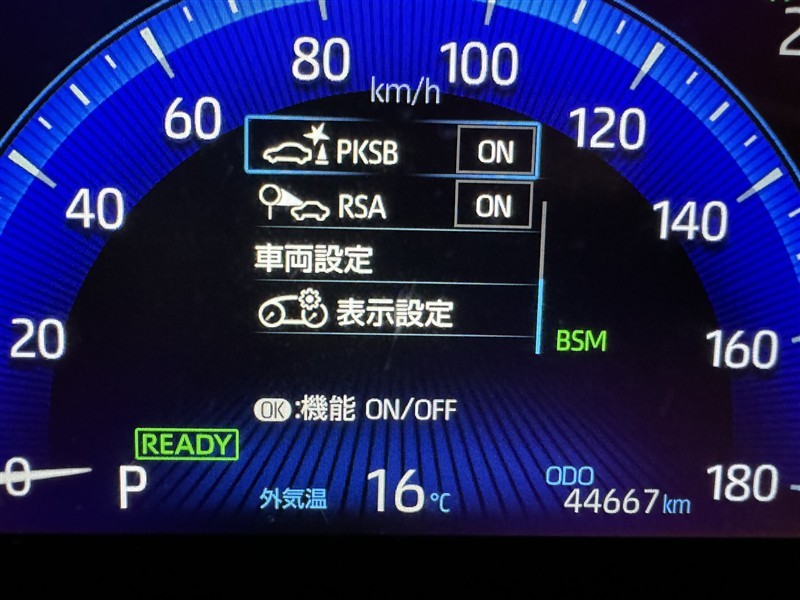 80 100
km/h
60 120
PKSB ON
RSA ON
40 140
車両設定
表示設定
20 BSM 160
OK:機能 ON/OFF
READY
0 P 180
外気温 16℃ ODO
44667km